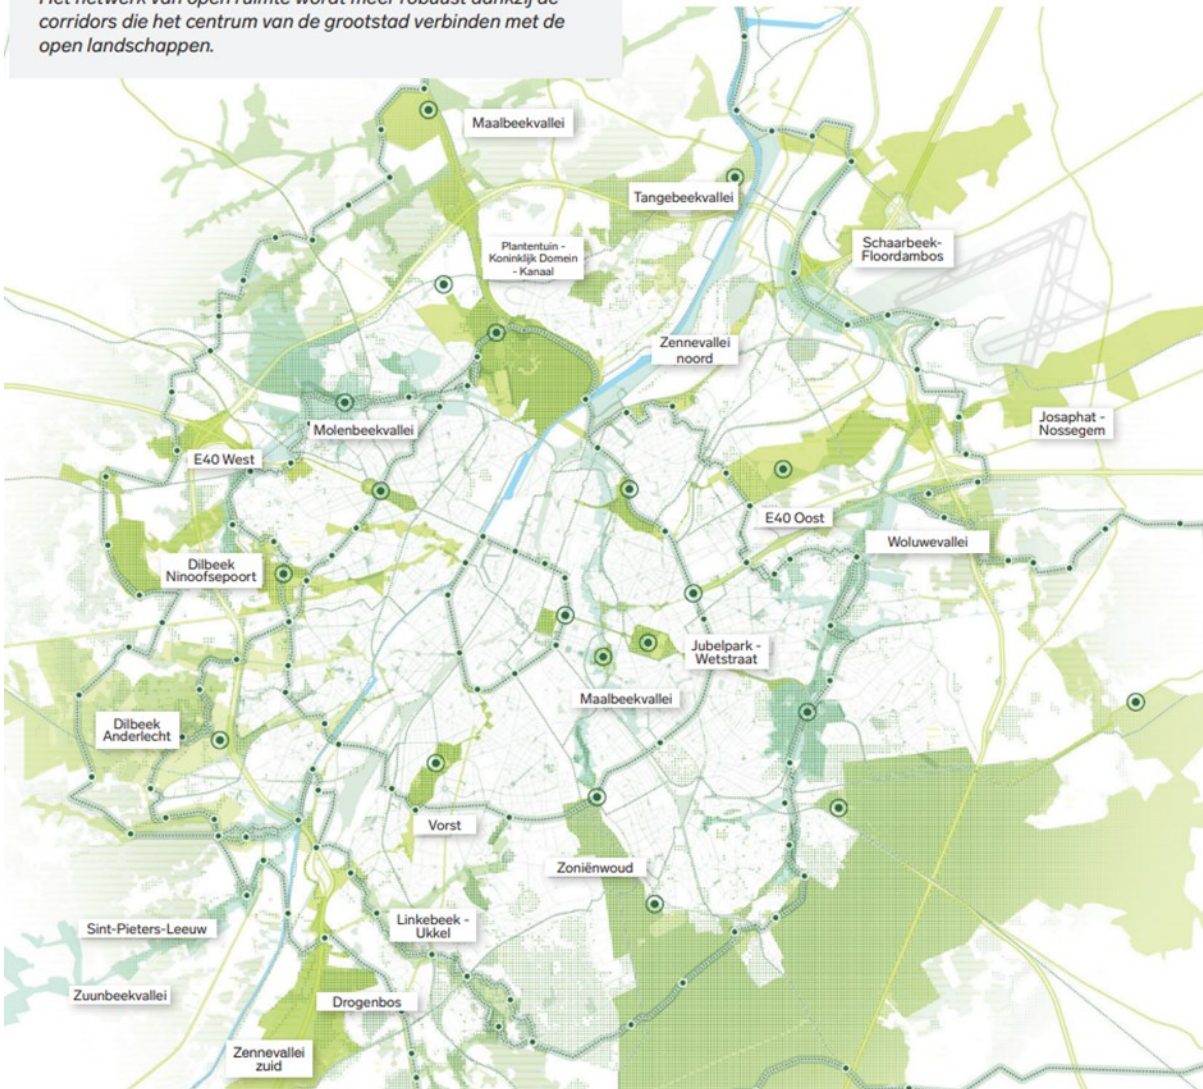 Het netwerk van open ruimte wordt meer robuust dankzij de
corridors die het centrum van de grootstad verbinden met de
open landschappen.
Maalbeekvallei
Tangebeekvallei
Plantentuin -
Koninklijk Domein
- Kanaal
Schaarbeek-
Floordambos
Zennevallei
noord
Molenbeekvallei
Josaphat -
Nossegem
E40 West
E40 Oost
Woluwevallei
Dilbeek
Ninoofsepoort
Jubelpark -
Wetstraat
Maalbeekvallei
Dilbeek
Anderlecht
Vorst
Zoniënwoud
Linkebeek -
Ukkel
Sint-Pieters-Leeuw
Zuunbeekvallei
Drogenbos
Zennevallei
zuid